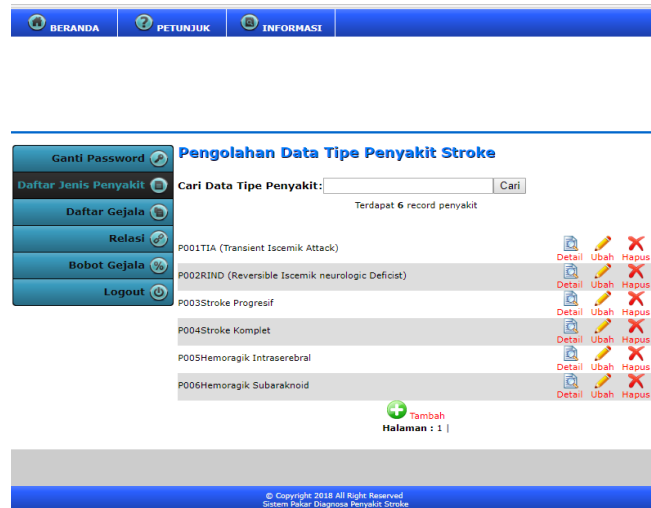 BERANDA PETUNJUK INFORMASI
Ganti Password
Daftar Jenis Penyakit
Daftar Gejala
Relasi
Bobot Gejala
Logout
Pengolahan Data Tipe Penyakit Stroke
Cari Data Tipe Penyakit: Cari
Terdapat 6 record penyakit
P001TIA (Transient Iscemik Attack) Detail Ubah Hapus
P002RIND (Reversible Iscemik neurologic Deficist) Detail Ubah Hapus
P003Stroke Progresif Detail Ubah Hapus
P004Stroke Komplet Detail Ubah Hapus
P005Hemoragik Intraserebral Detail Ubah Hapus
P006Hemoragik Subaraknoid Detail Ubah Hapus
Tambah
Halaman : 1 |
© Copyright 2018 All Right Reserved
Sistem Pakar Diagnosa Penyakit Stroke